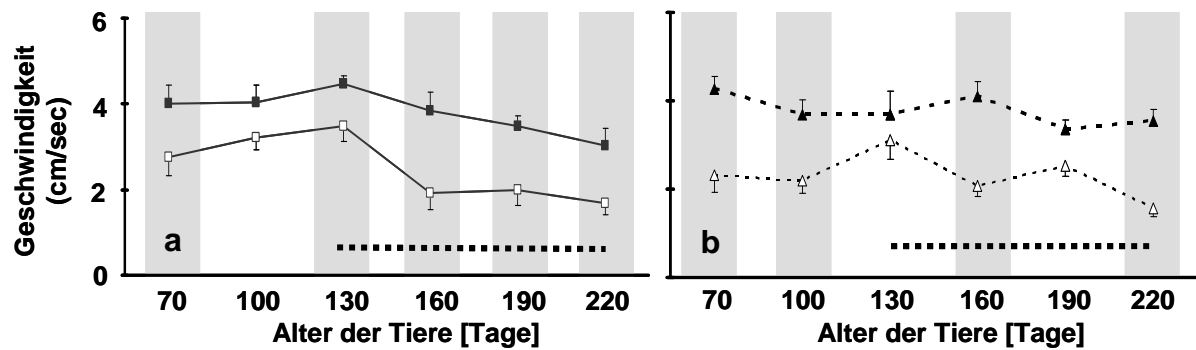 Geschwindigkeit
(cm/sec)
6
4
2
0
a
70 100 130 160 190 220
Alter der Tiere [Tage]
b
70 100 130 160 190 220
Alter der Tiere [Tage]